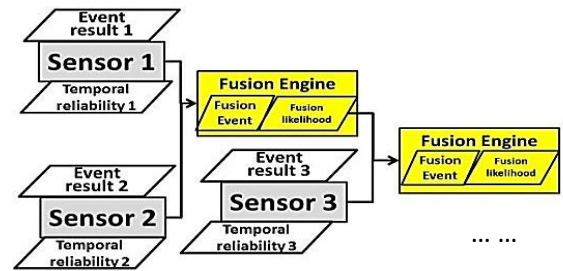 Event
result 1
Sensor 1
Temporal
reliability 1
Event
result 2
Sensor 2
Temporal
reliability 2
Fusion Engine
Fusion
Event
Fusion
likelihood
Event
result 3
Sensor 3
Temporal
reliability 3
Fusion Engine
Fusion
Event
Fusion
likelihood
... ...